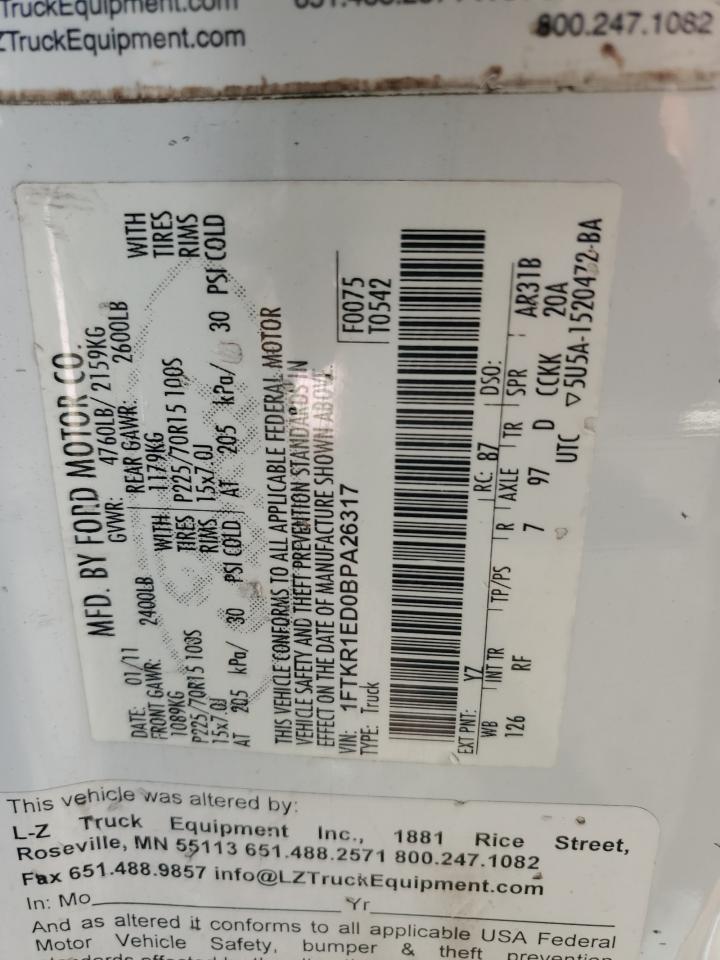 TruckEquipment.com
LZTruckEquipment.com
800.247.1082
MFD. BY FORD MOTOR CO.
DATE: 01/11 GVWR: 4760LB/ 2159KG
FRONT GAWR: 2400LB REAR GAWR: 2600LB
1089KG WITH 1179KG WITH
P225/70R15 100S TIRES P225/70R15 100S TIRES
15x7.0J RIMS 15x7.0J RIMS
AT 205 kPa/ 30 PSI COLD AT 205 kPa/ 30 PSI COLD
THIS VEHICLE CONFORMS TO ALL APPLICABLE FEDERAL MOTOR
VEHICLE SAFETY AND THEFT PREVENTION STANDARDS IN
EFFECT ON THE DATE OF MANUFACTURE SHOWN ABOVE.
VIN: 1FTKR1ED0BPA26317 F0075
TYPE: Truck T0542
EXT PNT: YZ RC: 87 DSO:
WB INT TR TP/PS R AXLE TR SPR AR31B
126 RF 7 97 D CCKK 20A
UTC ▽5U5A-1520472-BA
This vehicle was altered by:
L-Z Truck Equipment Inc., 1881 Rice Street,
Roseville, MN 55113 651.488.2571 800.247.1082
Fax 651.488.9857 info@LZTruckEquipment.com
In: Mo Yr
And as altered it conforms to all applicable USA Federal
Motor Vehicle Safety, bumper & theft prevention